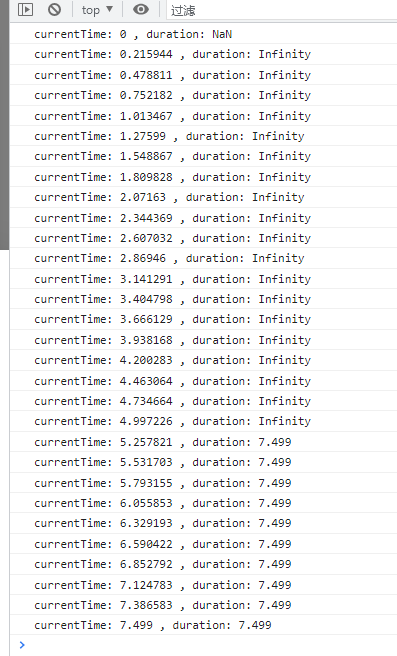 top ▼ 过滤
currentTime: 0 , duration: NaN
currentTime: 0.215944 , duration: Infinity
currentTime: 0.478811 , duration: Infinity
currentTime: 0.752182 , duration: Infinity
currentTime: 1.013467 , duration: Infinity
currentTime: 1.27599 , duration: Infinity
currentTime: 1.548867 , duration: Infinity
currentTime: 1.809828 , duration: Infinity
currentTime: 2.07163 , duration: Infinity
currentTime: 2.344369 , duration: Infinity
currentTime: 2.607032 , duration: Infinity
currentTime: 2.86946 , duration: Infinity
currentTime: 3.141291 , duration: Infinity
currentTime: 3.404798 , duration: Infinity
currentTime: 3.666129 , duration: Infinity
currentTime: 3.938168 , duration: Infinity
currentTime: 4.200283 , duration: Infinity
currentTime: 4.463064 , duration: Infinity
currentTime: 4.734664 , duration: Infinity
currentTime: 4.997226 , duration: Infinity
currentTime: 5.257821 , duration: 7.499
currentTime: 5.531703 , duration: 7.499
currentTime: 5.793155 , duration: 7.499
currentTime: 6.055853 , duration: 7.499
currentTime: 6.329193 , duration: 7.499
currentTime: 6.590422 , duration: 7.499
currentTime: 6.852792 , duration: 7.499
currentTime: 7.124783 , duration: 7.499
currentTime: 7.386583 , duration: 7.499
currentTime: 7.499 , duration: 7.499